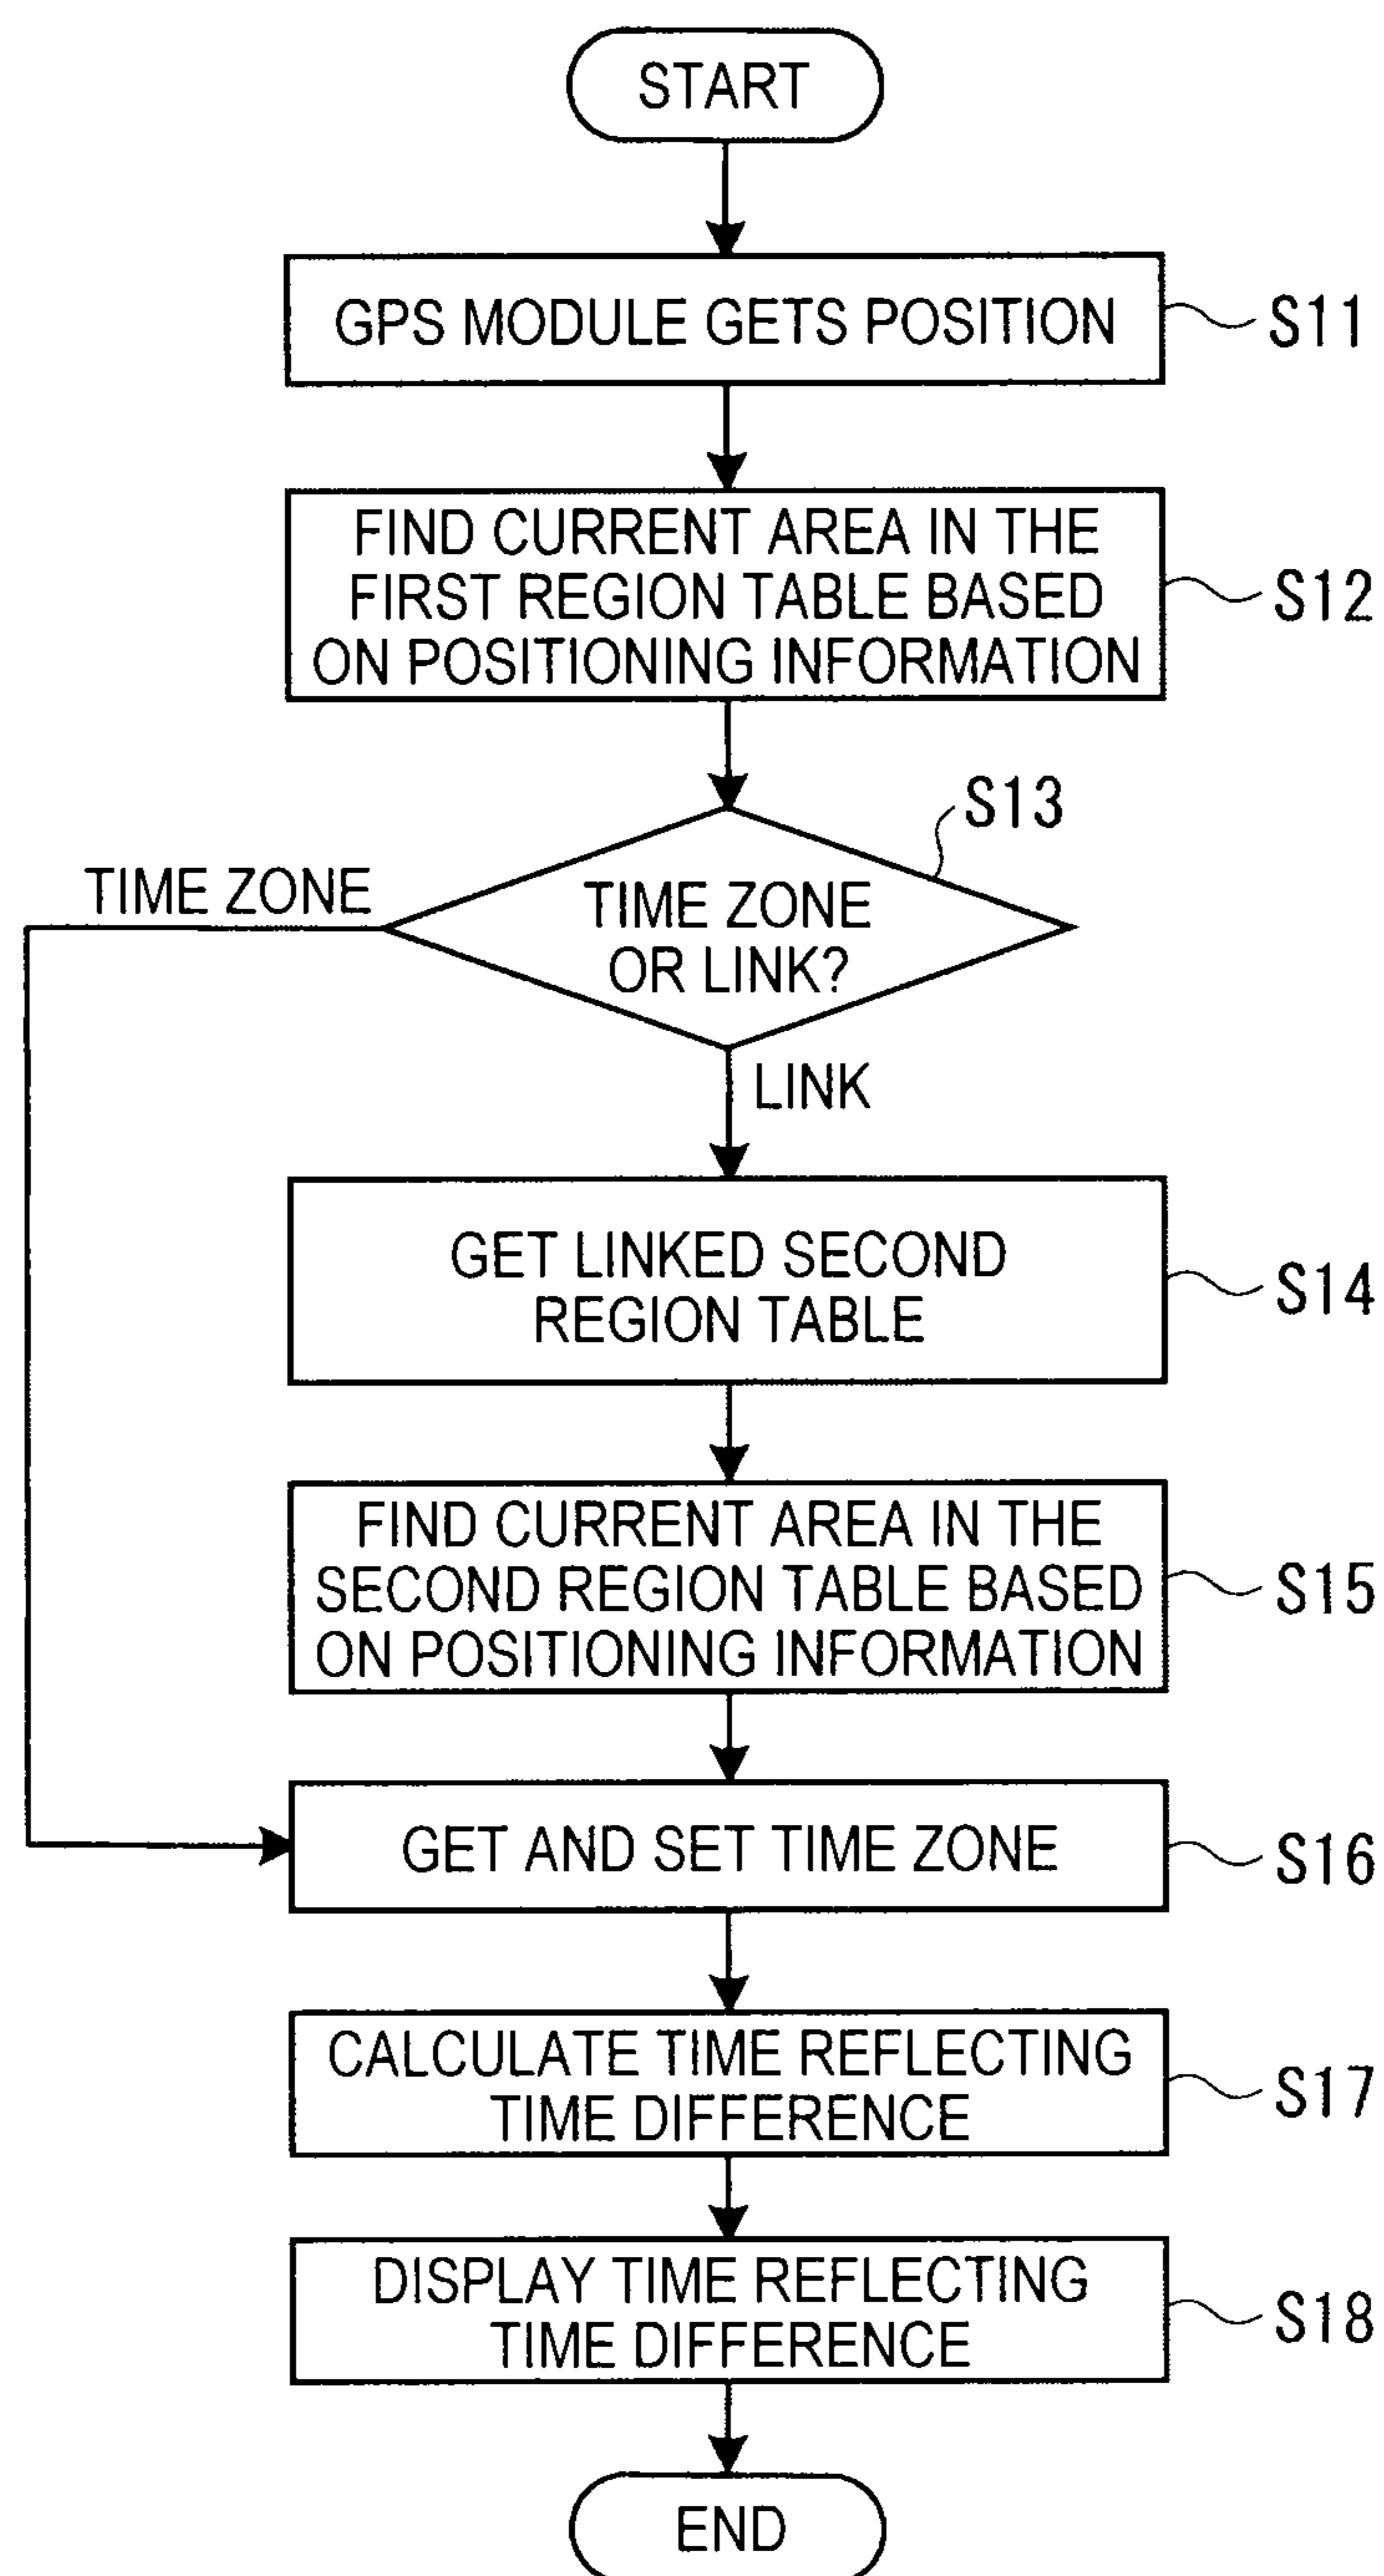 START
GPS MODULE GETS POSITION
S11
FIND CURRENT AREA IN THE
FIRST REGION TABLE BASED
ON POSITIONING INFORMATION
S12
S13
TIME ZONE
TIME ZONE
OR LINK?
LINK
GET LINKED SECOND
REGION TABLE
S14
FIND CURRENT AREA IN THE
SECOND REGION TABLE BASED
ON POSITIONING INFORMATION
S15
GET AND SET TIME ZONE
S16
CALCULATE TIME REFLECTING
TIME DIFFERENCE
S17
DISPLAY TIME REFLECTING
TIME DIFFERENCE
S18
END